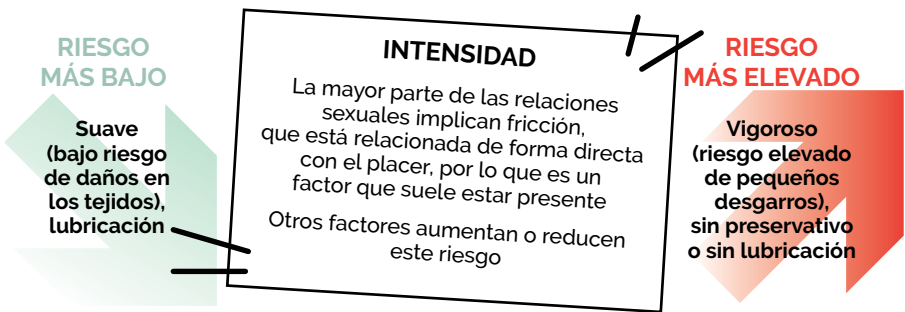 RIESGO
MÁS BAJO
Suave
(bajo riesgo
de daños en
los tejidos),
lubricación
INTENSIDAD
La mayor parte de las relaciones
sexuales implican fricción,
que está relacionada de forma directa
con el placer, por lo que es un
factor que suele estar presente
Otros factores aumentan o reducen
este riesgo
RIESGO
MÁS ELEVADO
Vigoroso
(riesgo elevado
de pequeños
desgarros),
sin preservativo
o sin lubricación